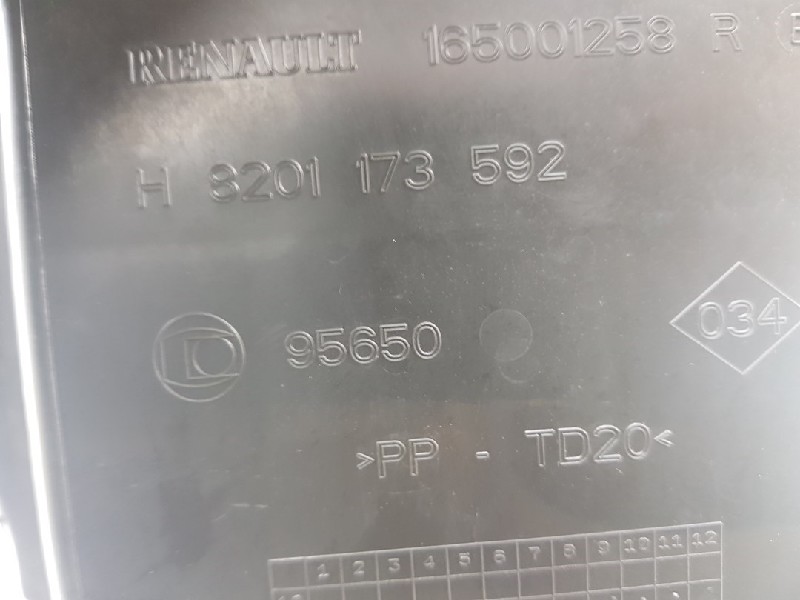 RENAULT 165001258 R
H 8201 173 592
95650
034
>PP - TD20<
1 2 3 4 5 6 7 8 9 10 11 12